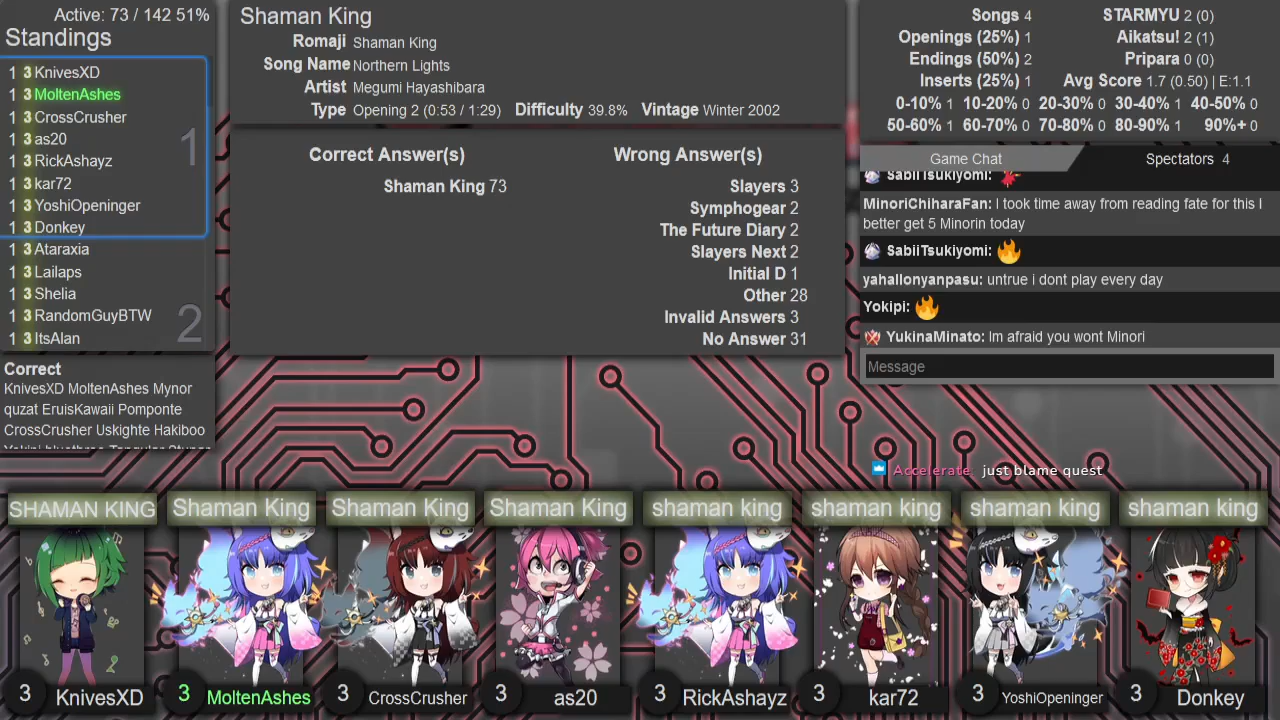 Active: 73 / 142 51%
Standings
1 3 KnivesXD
1 3 MoltenAshes
1 3 CrossCrusher
1 3 as20
1 3 RickAshayz
1 3 kar72
1 3 YoshiOpeninger
1 3 Donkey
1
1 3 Ataraxia
1 3 Lailaps
1 3 Shelia
1 3 RandomGuyBTW
1 3 ItsAlan
2
Correct
KnivesXD MoltenAshes Mynor
quzat EruisKawaii Pomponte
CrossCrusher Uskighte Hakiboo
Shaman King
Romaji Shaman King
Song Name Northern Lights
Artist Megumi Hayashibara
Type Opening 2 (0:53 / 1:29) Difficulty 39.8% Vintage Winter 2002
Correct Answer(s)
Shaman King 73
Wrong Answer(s)
Slayers 3
Symphogear 2
The Future Diary 2
Slayers Next 2
Initial D 1
Other 28
Invalid Answers 3
No Answer 31
Songs 4 STARMYU 2 (0)
Openings (25%) 1 Aikatsu! 2 (1)
Endings (50%) 2 Pripara 0 (0)
Inserts (25%) 1 Avg Score 1.7 (0.50) | E:1.1
0-10% 1 10-20% 0 20-30% 0 30-40% 1 40-50% 0
50-60% 1 60-70% 0 70-80% 0 80-90% 1 90%+ 0
Game Chat Spectators 4
SabiiTsukiyomi:
MinoriChiharaFan: I took time away from reading fate for this I
better get 5 Minorin today
SabiiTsukiyomi:
yahallonyanpasu: untrue i dont play every day
Yokipi:
YukinaMinato: Im afraid you wont Minori
Message
Accelerate: just blame quest
SHAMAN KING Shaman King Shaman King Shaman King shaman king shaman king shaman king shaman king
3 KnivesXD 3 MoltenAshes 3 CrossCrusher 3 as20 3 RickAshayz 3 kar72 3 YoshiOpeninger 3 Donkey